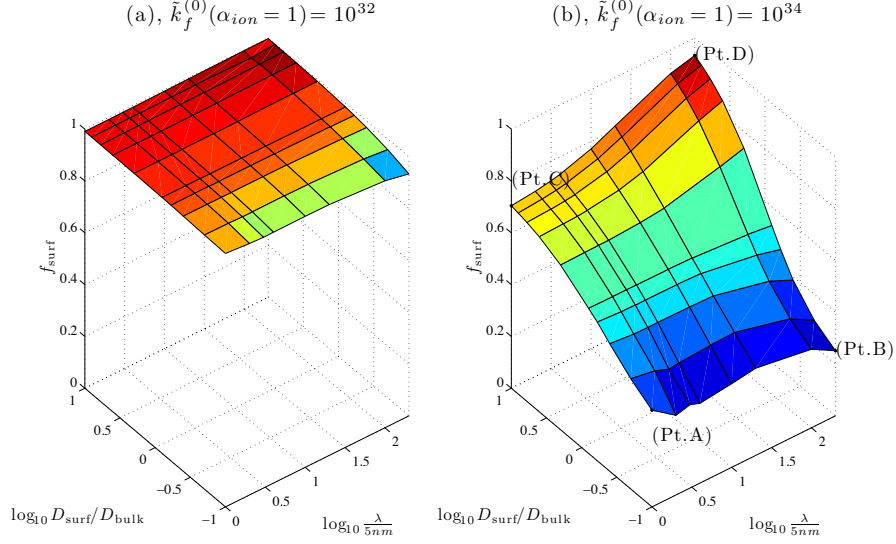 (a), k̃_f^(0)(α_ion = 1) = 10^32
(b), k̃_f^(0)(α_ion = 1) = 10^34
1
0.8
0.6
0.4
0.2
0
f_surf
1
0.5
0
−0.5
−1
log10 D_surf/D_bulk
0
0.5
1
1.5
2
log10 λ/5nm
(Pt.D)
(Pt.C)
(Pt.B)
(Pt.A)
1
0.8
0.6
0.4
0.2
0
f_surf
1
0.5
0
−0.5
−1
log10 D_surf/D_bulk
0
0.5
1
1.5
2
log10 λ/5nm